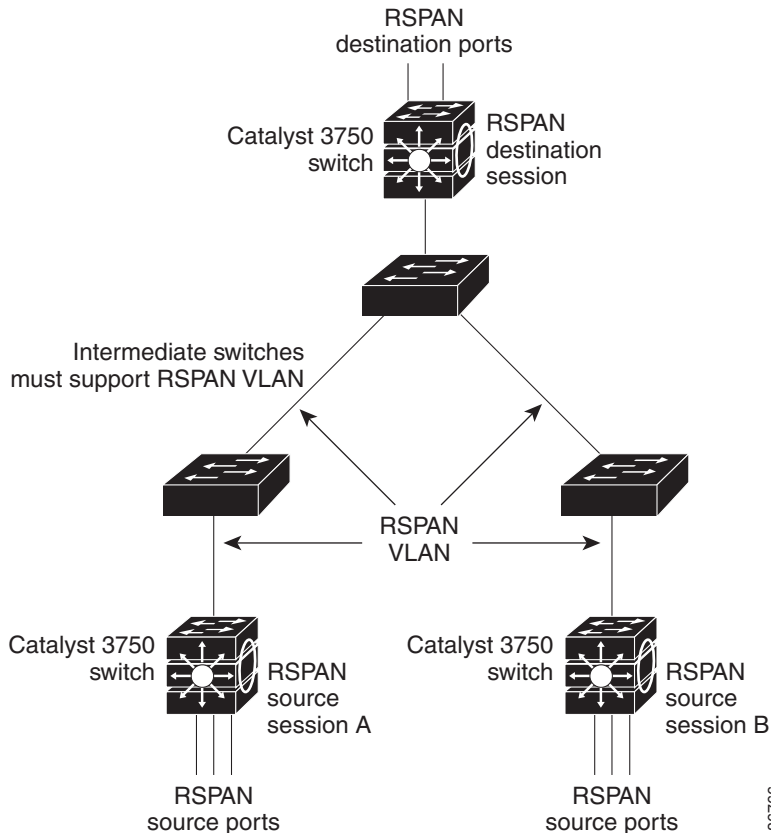 RSPAN
destination ports
Catalyst 3750
switch
RSPAN
destination
session
Intermediate switches
must support RSPAN VLAN
RSPAN
VLAN
Catalyst 3750
switch
RSPAN
source
session A
Catalyst 3750
switch
RSPAN
source
session B
RSPAN
source ports
RSPAN
source ports